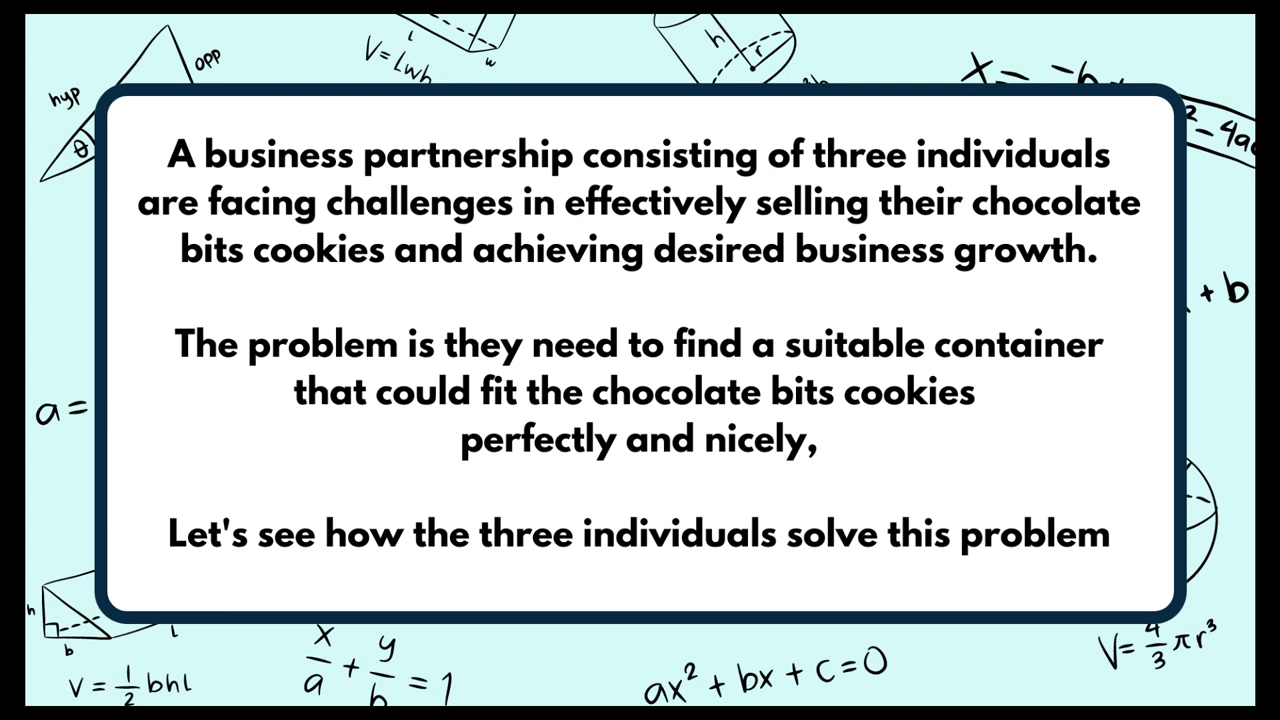 opp
V=Lwh
l
w
h
r
hyp
θ
A business partnership consisting of three individuals
are facing challenges in effectively selling their chocolate
bits cookies and achieving desired business growth.
The problem is they need to find a suitable container
that could fit the chocolate bits cookies
perfectly and nicely,
Let's see how the three individuals solve this problem
+ b
a =
h
b
l
V = 1/2 bhl
x/a + y/b = 1
ax² + bx + c = 0
V= 4/3 πr³